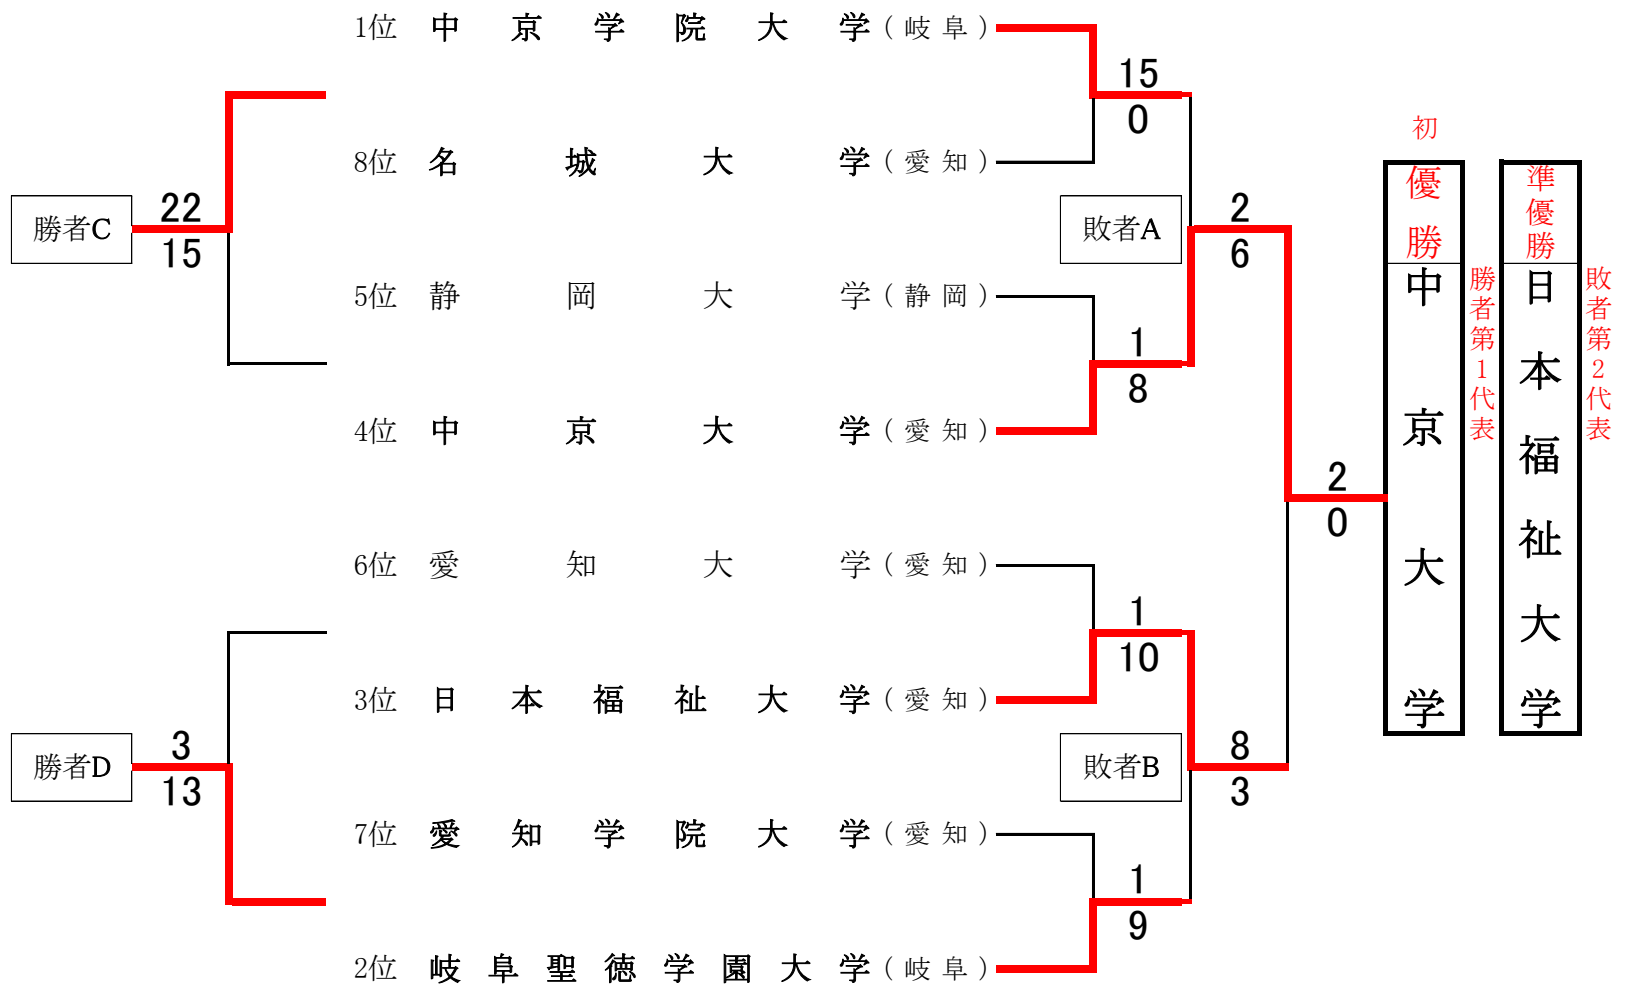 1位 中京学院大学(岐阜)
15
0
8位 名城大学(愛知)
勝者C
22
15
敗者A
2
6
5位 静岡大学(静岡)
1
8
4位 中京大学(愛知)
2
0
6位 愛知大学(愛知)
1
10
3位 日本福祉大学(愛知)
勝者D
3
13
敗者B
8
3
7位 愛知学院大学(愛知)
1
9
2位 岐阜聖徳学園大学(岐阜)
初
優勝
中京大学
勝者第1代表
準優勝
日本福祉大学
敗者第2代表